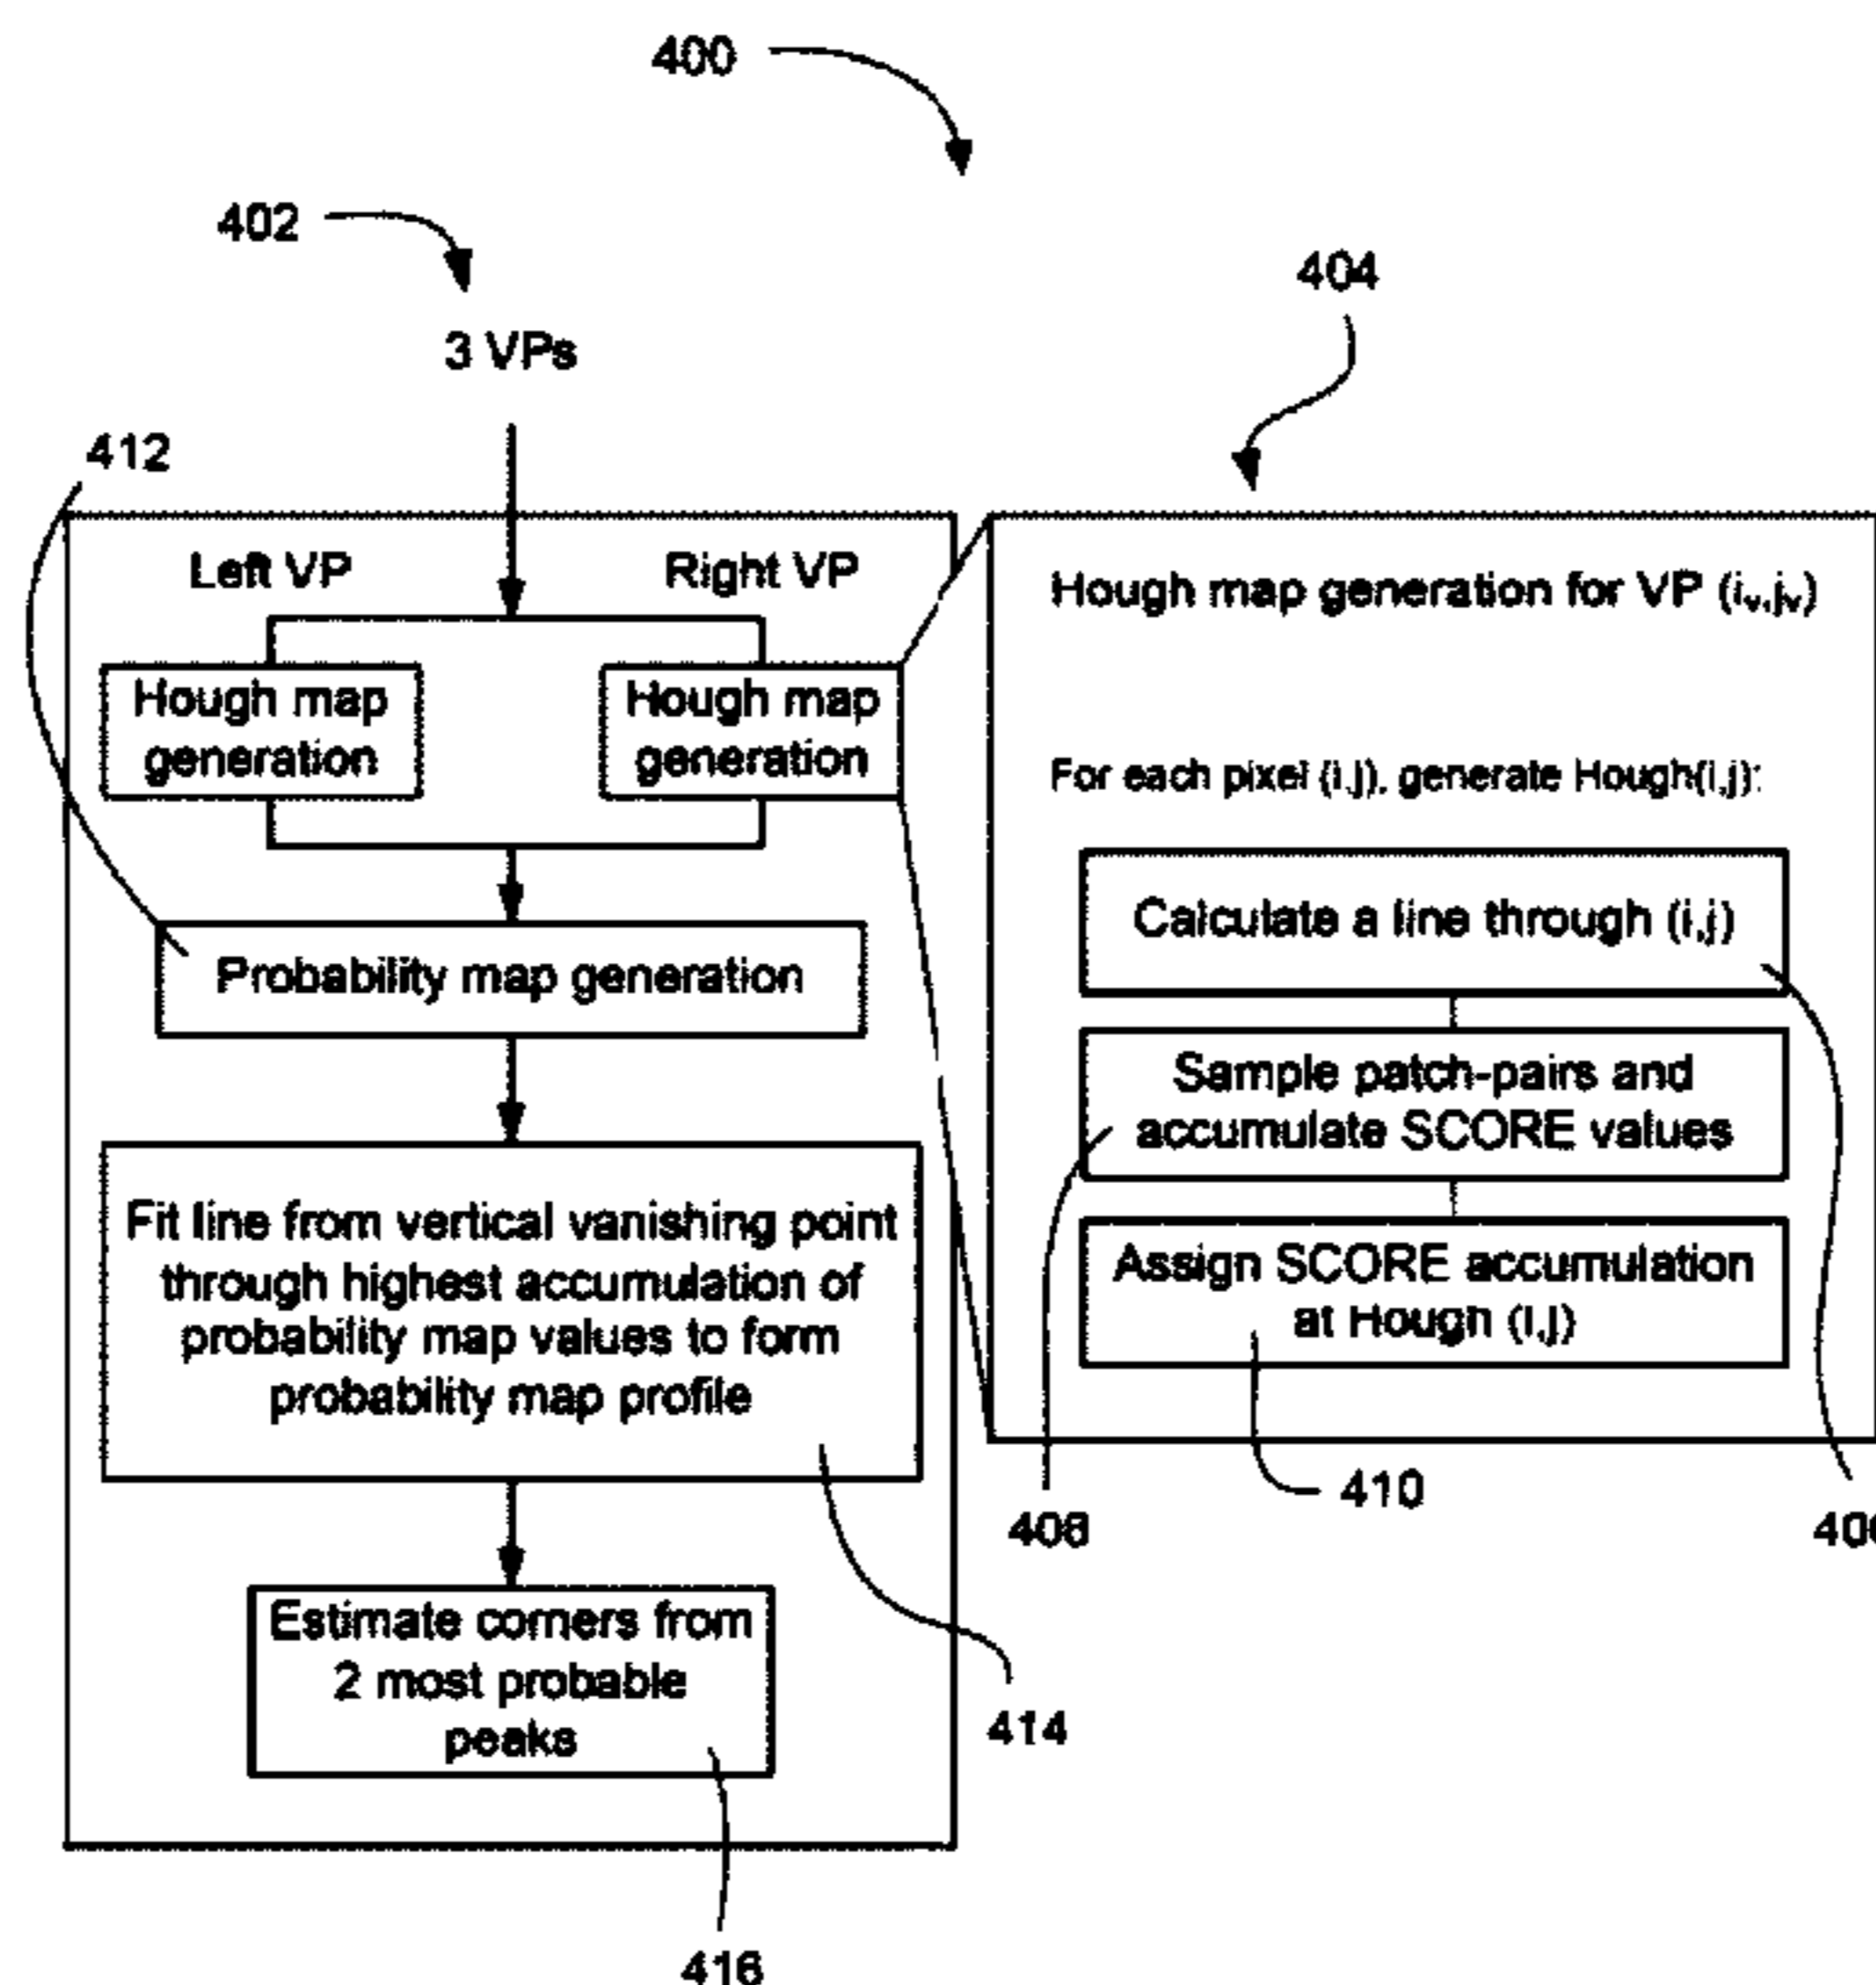 400
402
404
3 VPs
412
Left VP
Right VP
Hough map
generation
Hough map
generation
Probability map generation
Fit line from vertical vanishing point
through highest accumulation of
probability map values to form
probability map profile
Estimate corners from
2 most probable
peaks
Hough map generation for VP (iᵥ,jᵥ)
For each pixel (i,j), generate Hough(i,j):
Calculate a line through (i,j)
Sample patch-pairs and
accumulate SCORE values
Assign SCORE accumulation
at Hough (i,j)
410
408
414
416